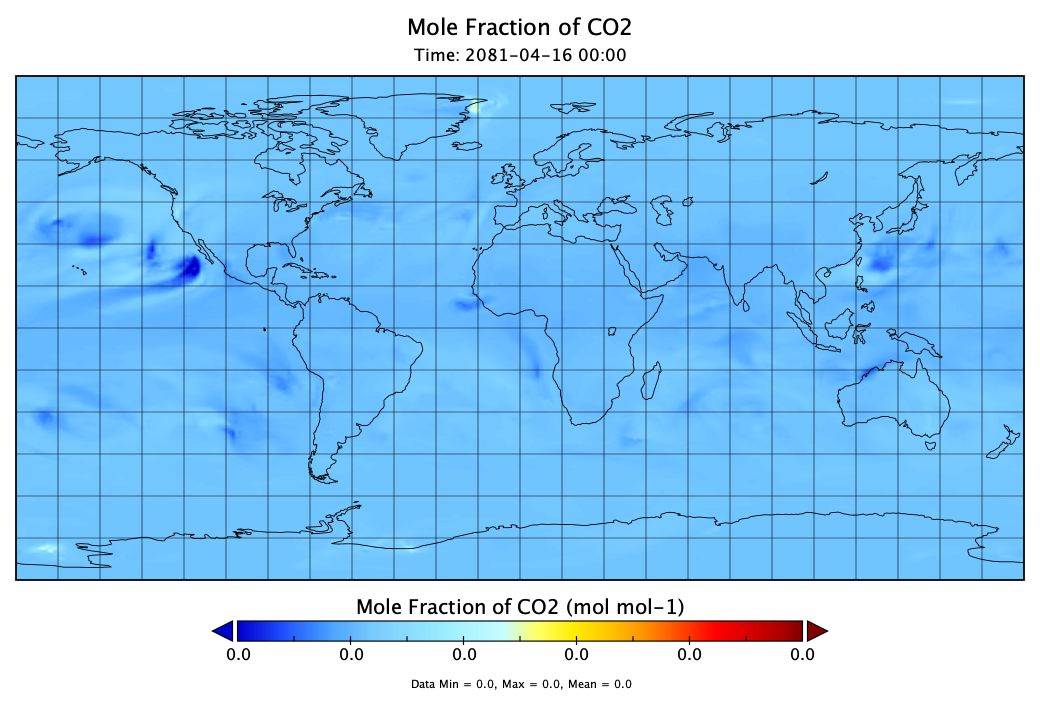 Mole Fraction of CO2
Time: 2081-04-16 00:00
Mole Fraction of CO2 (mol mol-1)
0.0 0.0 0.0 0.0 0.0 0.0
Data Min = 0.0, Max = 0.0, Mean = 0.0